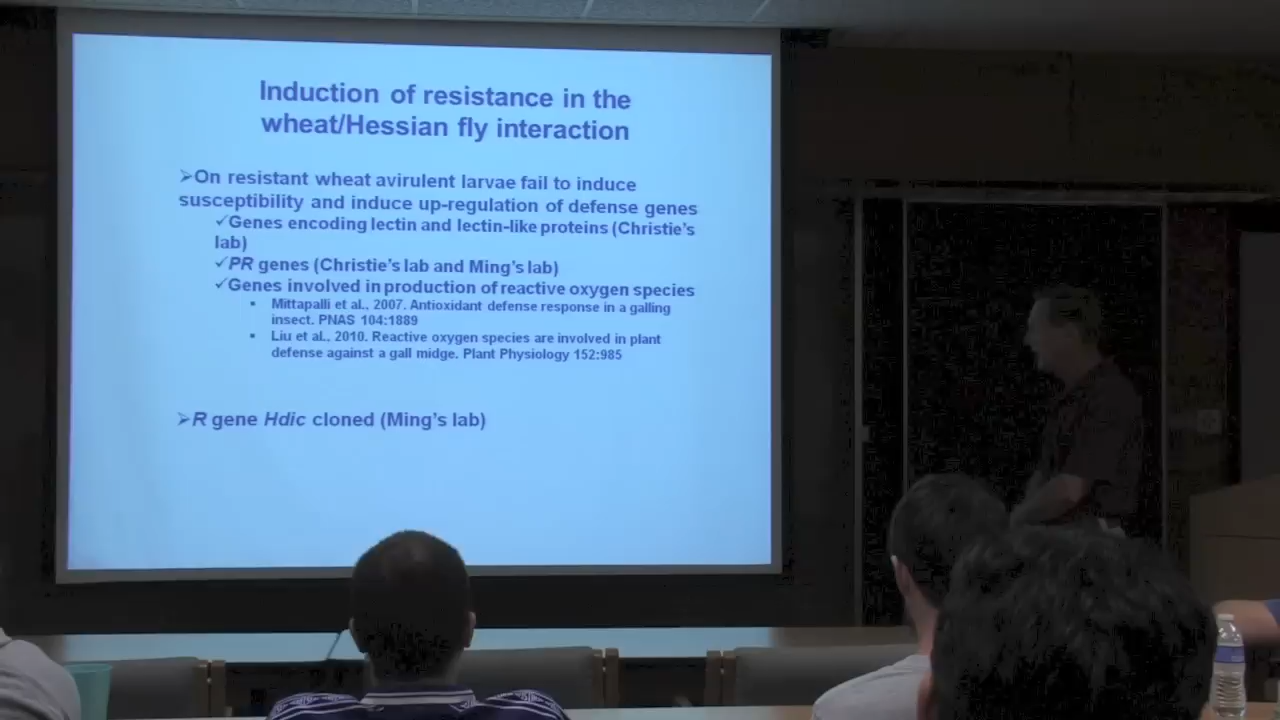 Induction of resistance in the
wheat/Hessian fly interaction
➢On resistant wheat avirulent larvae fail to induce
susceptibility and induce up-regulation of defense genes
✓Genes encoding lectin and lectin-like proteins (Christie's
lab)
✓PR genes (Christie's lab and Ming's lab)
✓Genes involved in production of reactive oxygen species
▪ Mittapalli et al., 2007. Antioxidant defense response in a galling
insect. PNAS 104:1889
▪ Liu et al., 2010. Reactive oxygen species are involved in plant
defense against a gall midge. Plant Physiology 152:985
➢R gene Hdic cloned (Ming's lab)